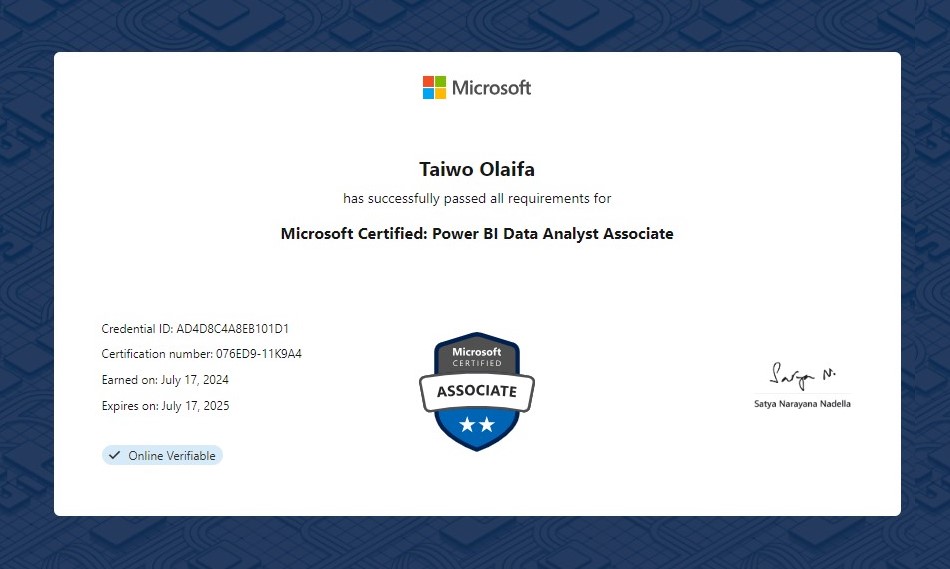 Microsoft
Taiwo Olaifa
has successfully passed all requirements for
Microsoft Certified: Power BI Data Analyst Associate
Credential ID: AD4D8C4A8EB101D1
Certification number: 076ED9-11K9A4
Earned on: July 17, 2024
Expires on: July 17, 2025
Online Verifiable
Microsoft
CERTIFIED
ASSOCIATE
Satya N.
Satya Narayana Nadella